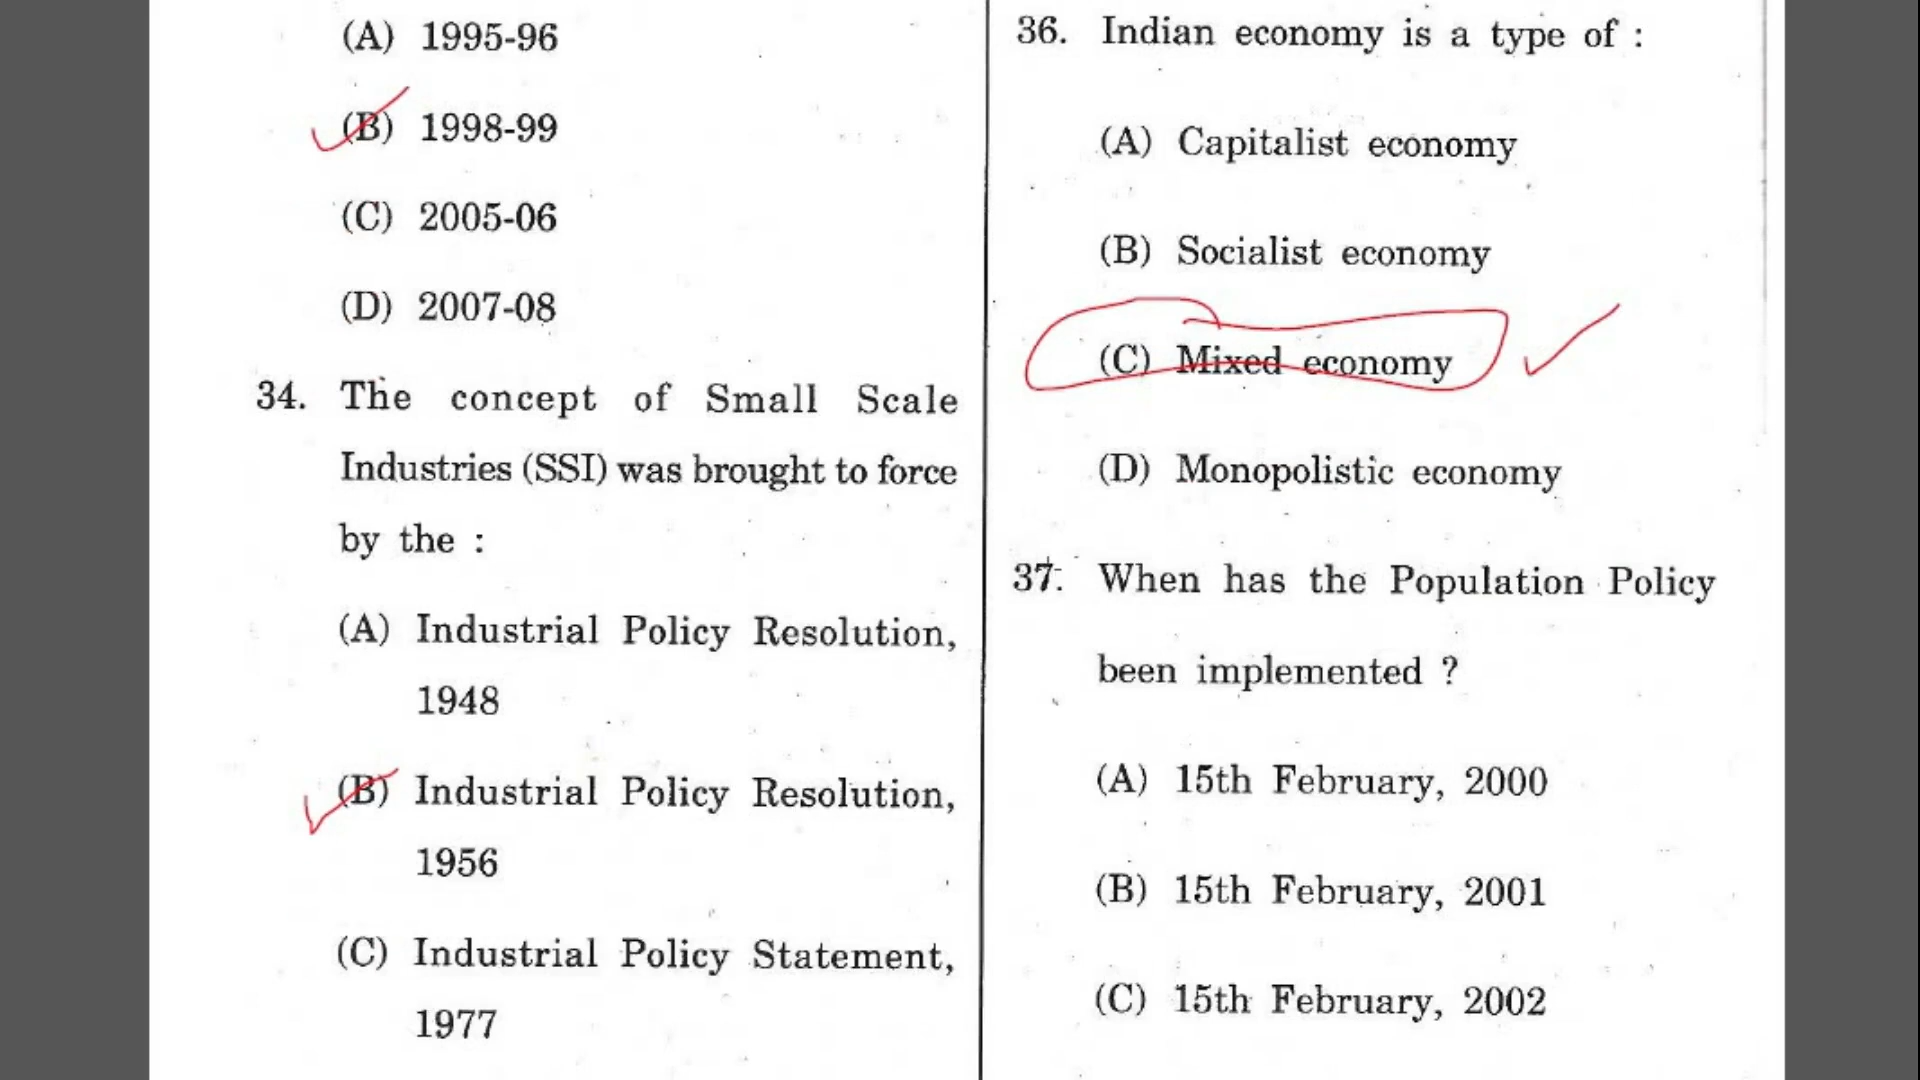 (A) 1995-96
(B) 1998-99
(C) 2005-06
(D) 2007-08
34. The concept of Small Scale
Industries (SSI) was brought to force
by the :
(A) Industrial Policy Resolution,
1948
(B) Industrial Policy Resolution,
1956
(C) Industrial Policy Statement,
1977
36. Indian economy is a type of :
(A) Capitalist economy
(B) Socialist economy
(C) Mixed economy
(D) Monopolistic economy
37. When has the Population Policy
been implemented ?
(A) 15th February, 2000
(B) 15th February, 2001
(C) 15th February, 2002